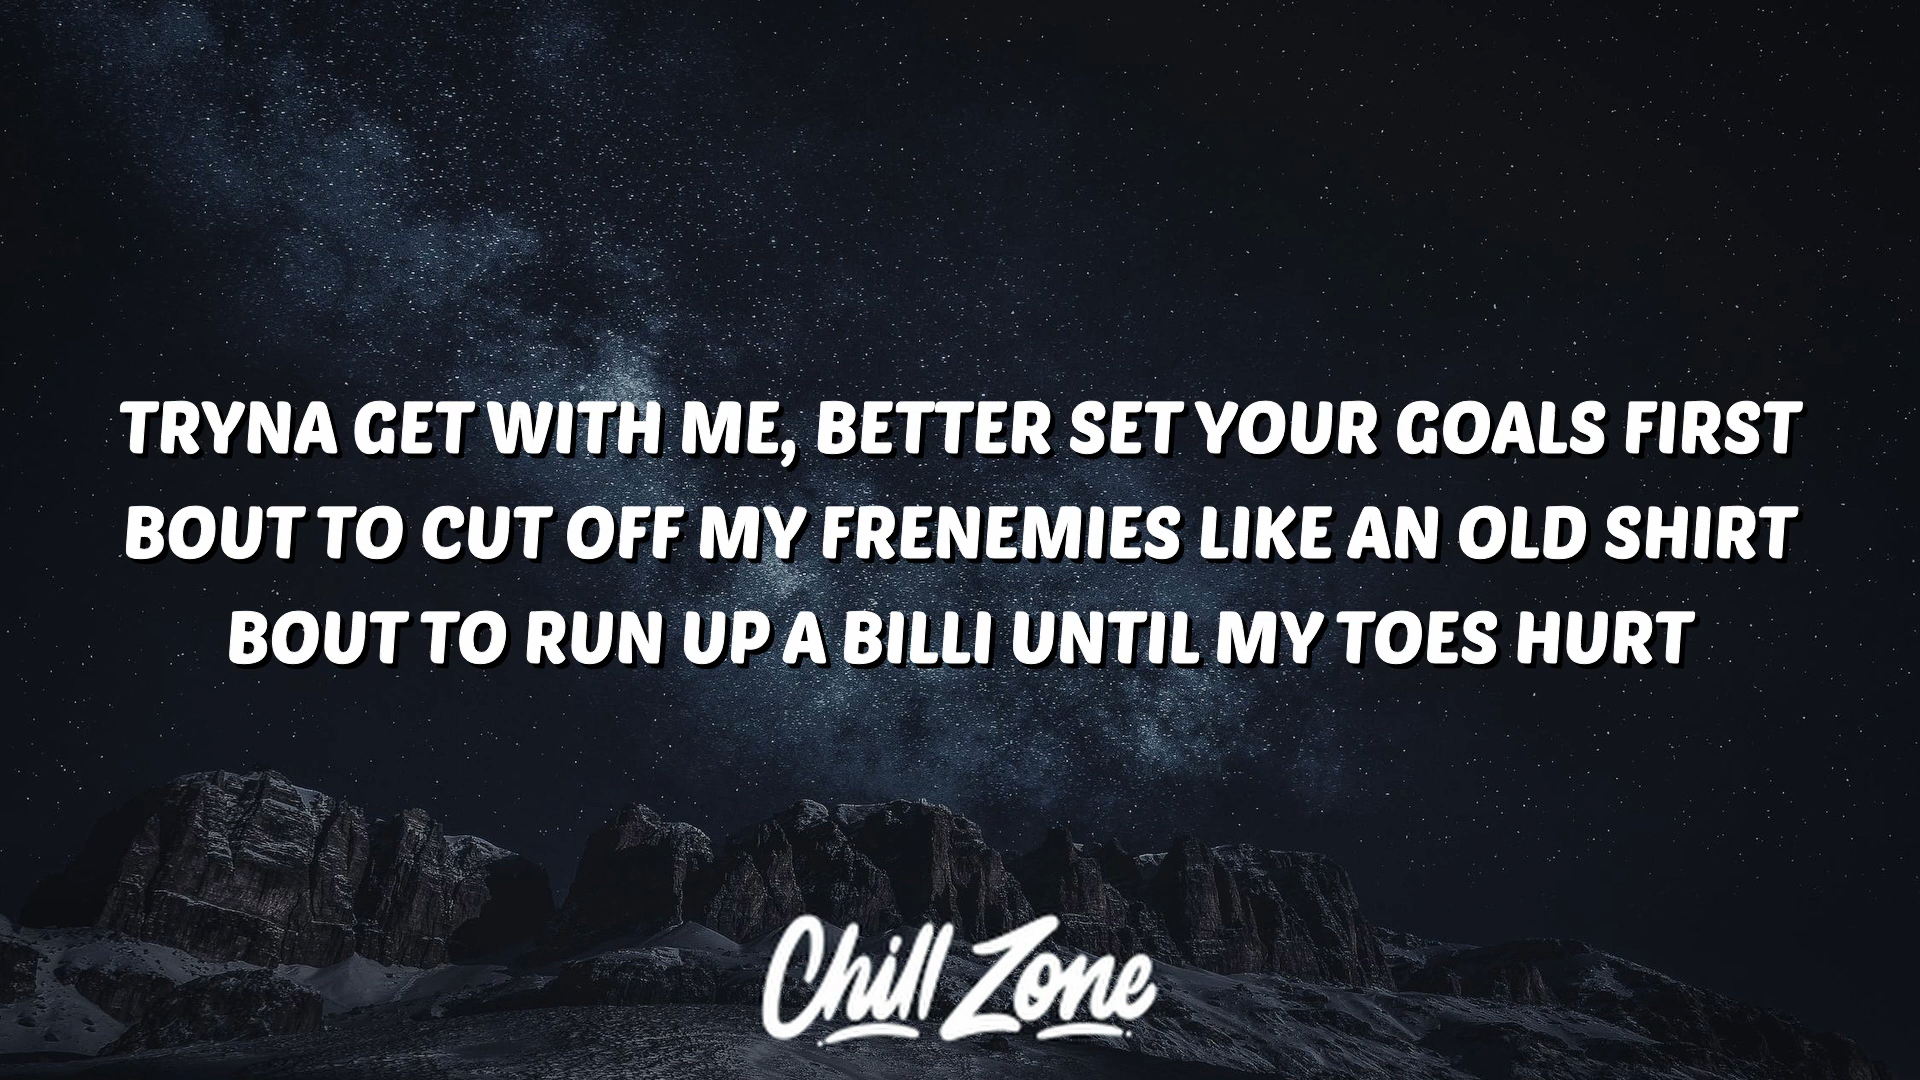 TRYNA GET WITH ME, BETTER SET YOUR GOALS FIRST
BOUT TO CUT OFF MY FRENEMIES LIKE AN OLD SHIRT
BOUT TO RUN UP A BILLI UNTIL MY TOES HURT
Chill Zone